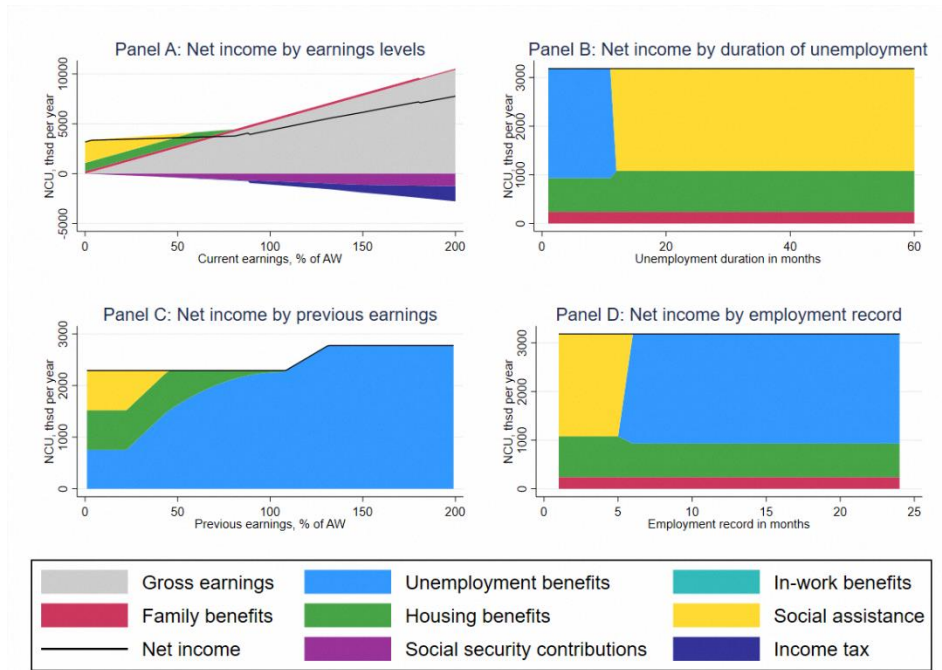 Panel A: Net income by earnings levels
NCU, thsd per year
10000
5000
0
-5000
0 50 100 150 200
Current earnings, % of AW
Panel B: Net income by duration of unemployment
NCU, thsd per year
3000
2000
1000
0
0 20 40 60
Unemployment duration in months
Panel C: Net income by previous earnings
NCU, thsd per year
3000
2000
1000
0
0 50 100 150 200
Previous earnings, % of AW
Panel D: Net income by employment record
NCU, thsd per year
3000
2000
1000
0
0 5 10 15 20 25
Employment record in months
Gross earnings Unemployment benefits In-work benefits
Family benefits Housing benefits Social assistance
Net income Social security contributions Income tax